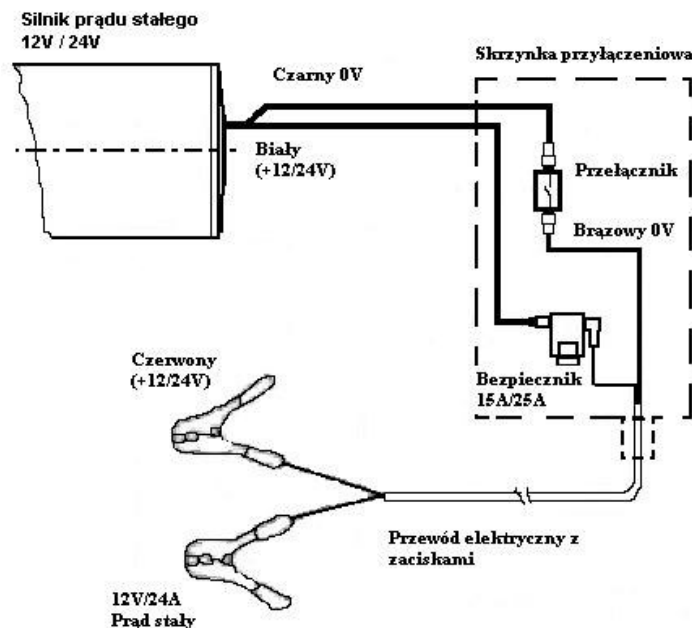 Silnik prądu stałego
12V / 24V
Czarny 0V
Skrzynka przyłączeniowa
Biały
(+12/24V)
Przełącznik
Brązowy 0V
Czerwony
(+12/24V)
Bezpiecznik
15A/25A
Przewód elektryczny z
zaciskami
12V/24A
Prąd stały